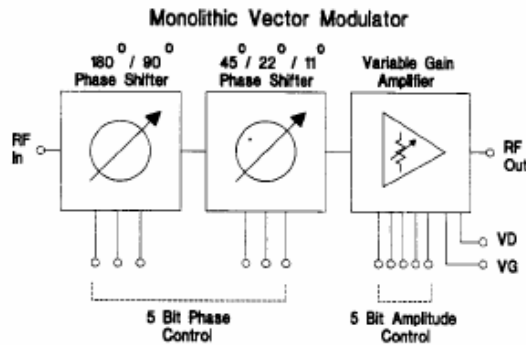 Monolithic Vector Modulator
180° / 90°
Phase Shifter
45° / 22° / 11°
Phase Shifter
Variable Gain
Amplifier
RF
In
RF
Out
VD
VG
5 Bit Phase
Control
5 Bit Amplitude
Control